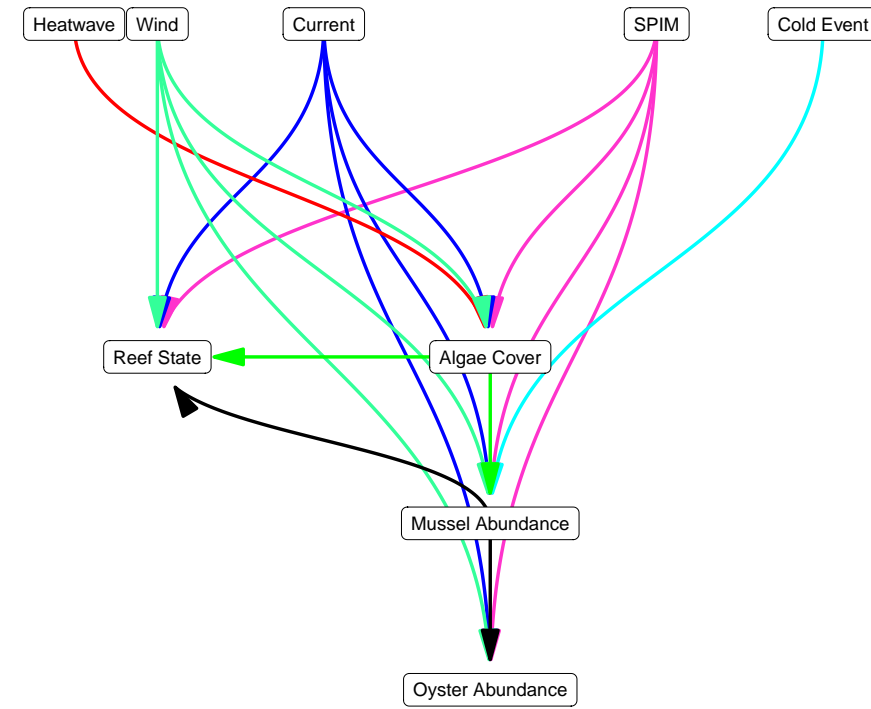 Heatwave
Wind
Current
SPIM
Cold Event
Reef State
Algae Cover
Mussel Abundance
Oyster Abundance